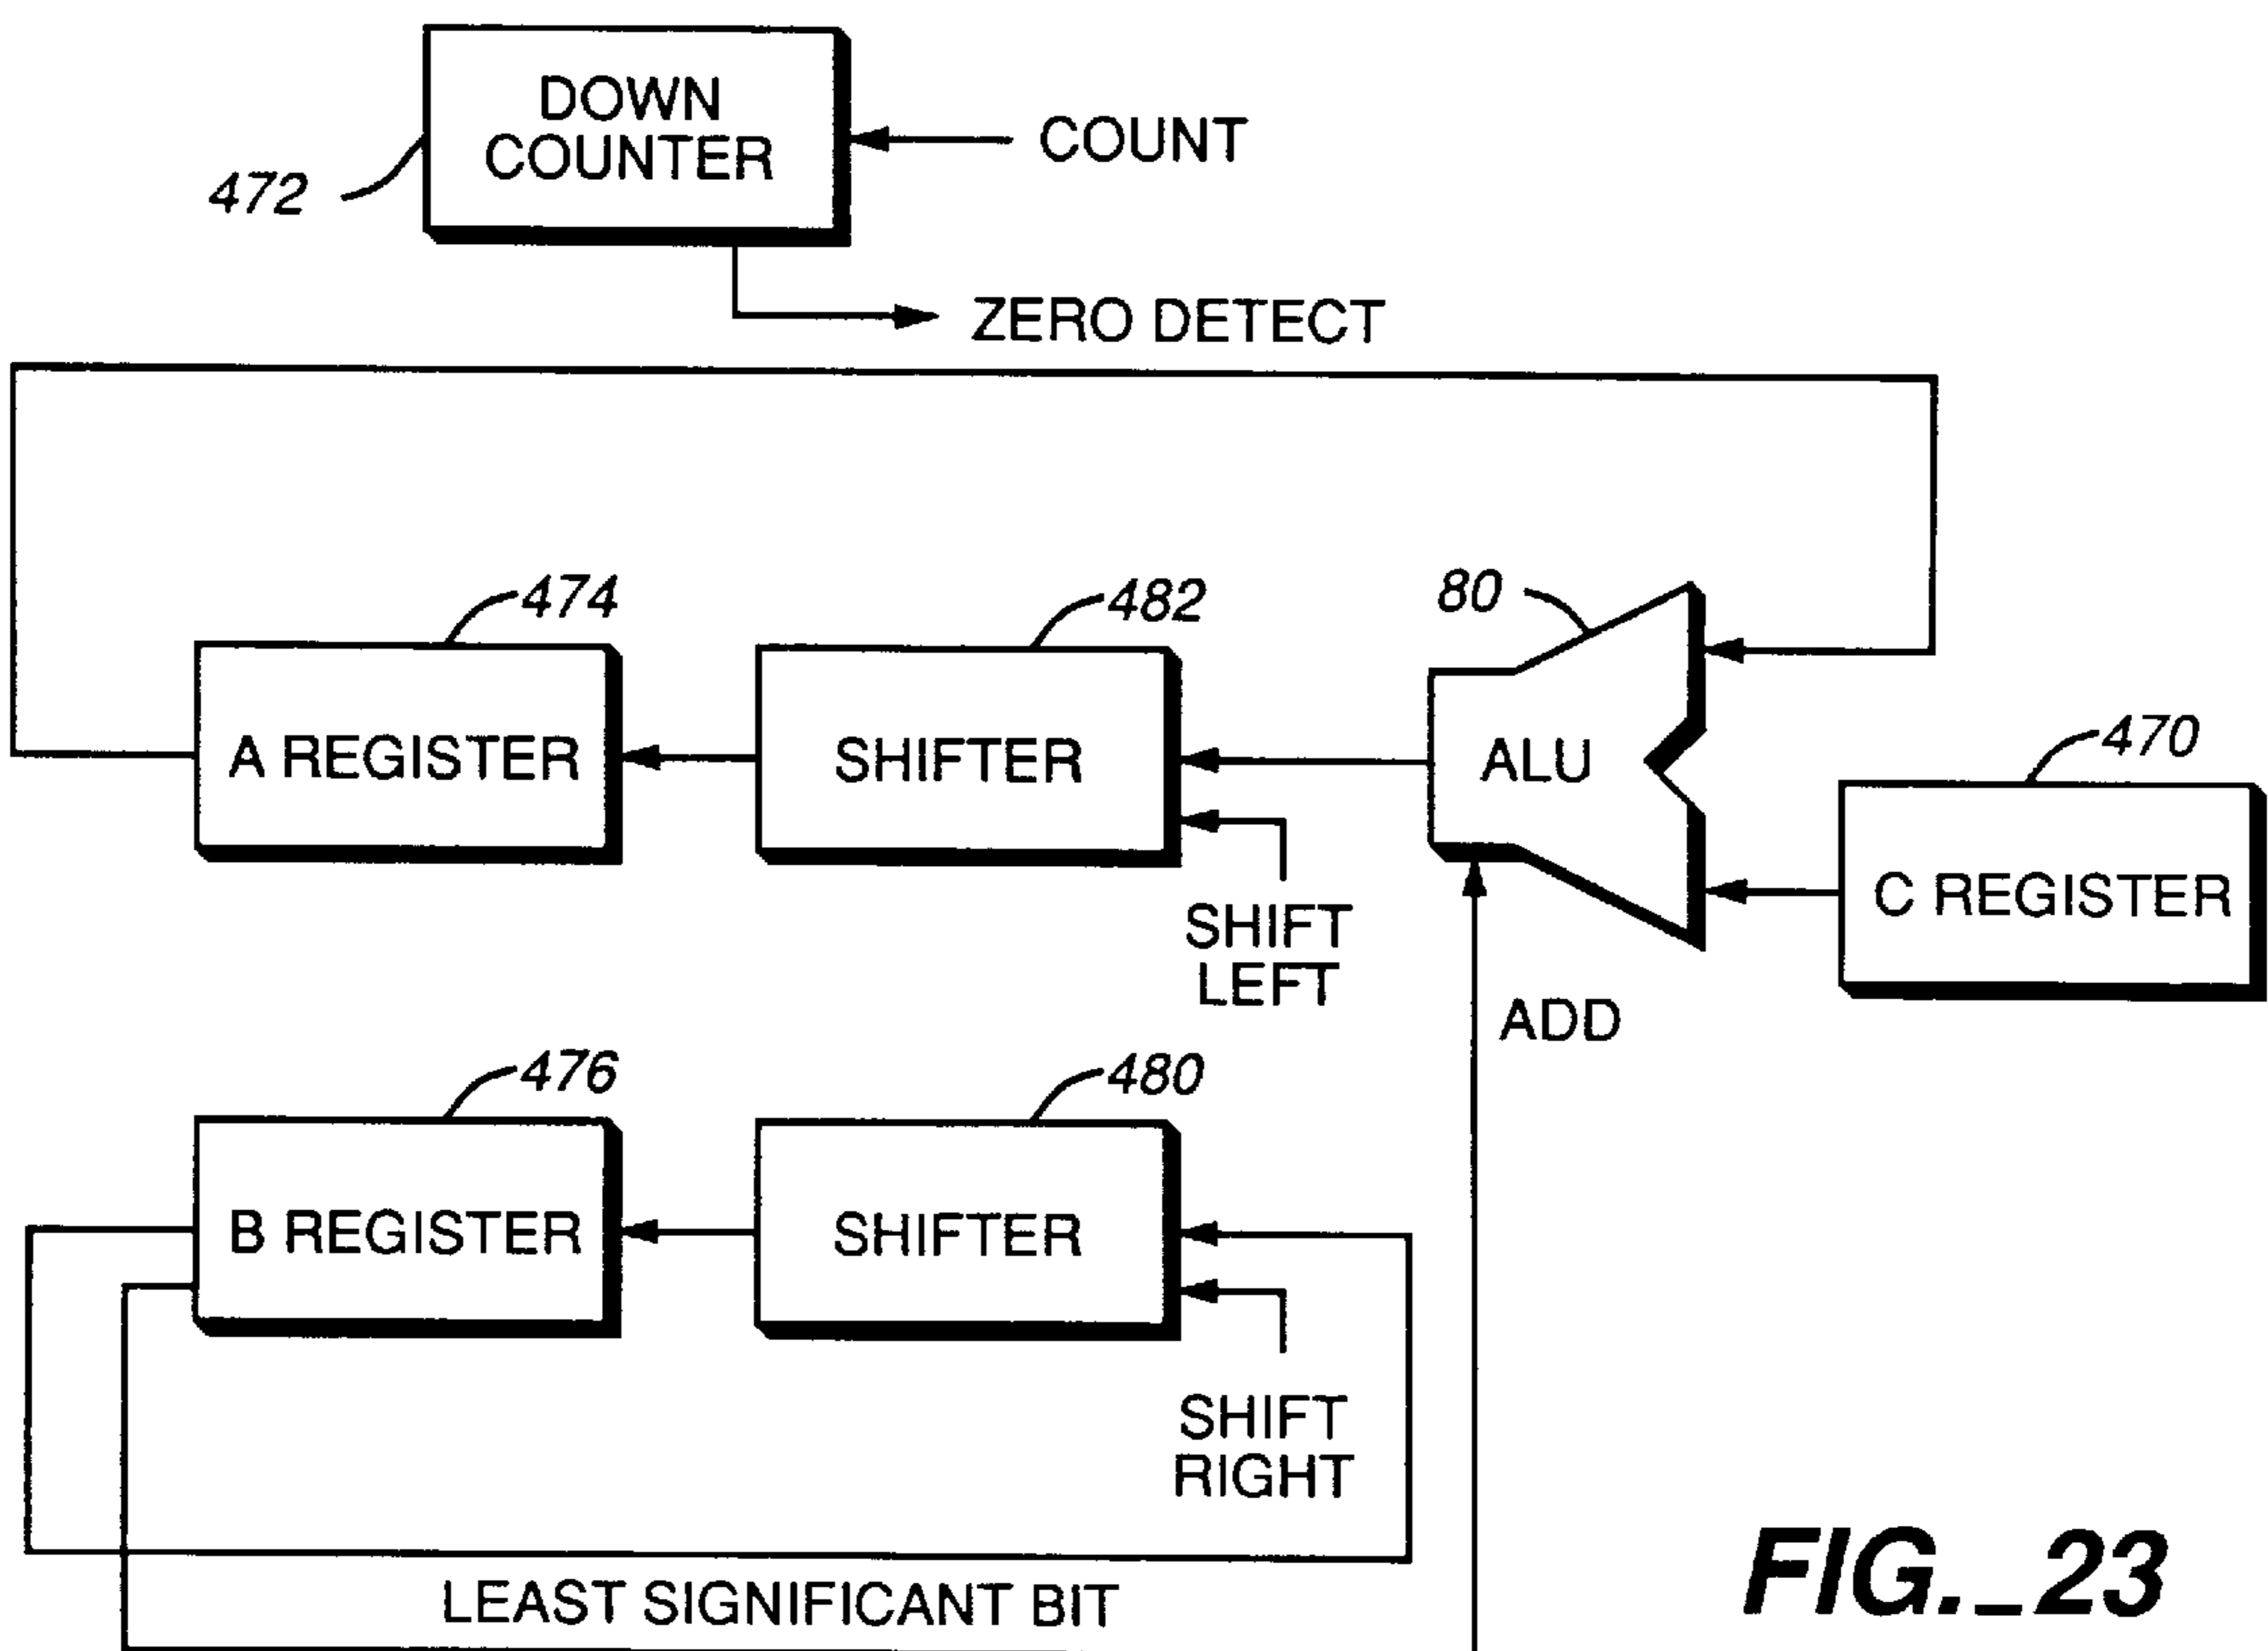 DOWN
COUNTER
COUNT
472
ZERO DETECT
474
482
80
470
A REGISTER
SHIFTER
ALU
C REGISTER
SHIFT
LEFT
ADD
476
480
B REGISTER
SHIFTER
SHIFT
RIGHT
LEAST SIGNIFICANT BIT
FIG._23